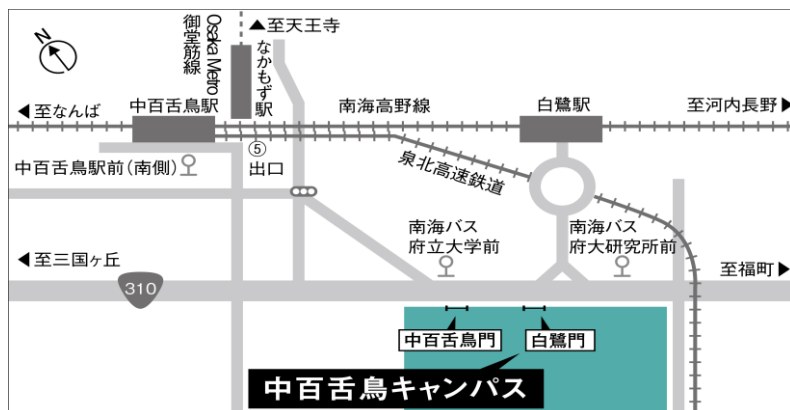 N
Osaka Metro
御堂筋線
なかもず駅
▲至天王寺
◀至なんば
中百舌鳥駅
南海高野線
白鷺駅
至河内長野▶
中百舌鳥駅前(南側)
⑤
出口
泉北高速鉄道
南海バス
府立大学前
南海バス
府大研究所前
◀至三国ヶ丘
至福町▶
310
中百舌鳥門
白鷺門
中百舌鳥キャンパス